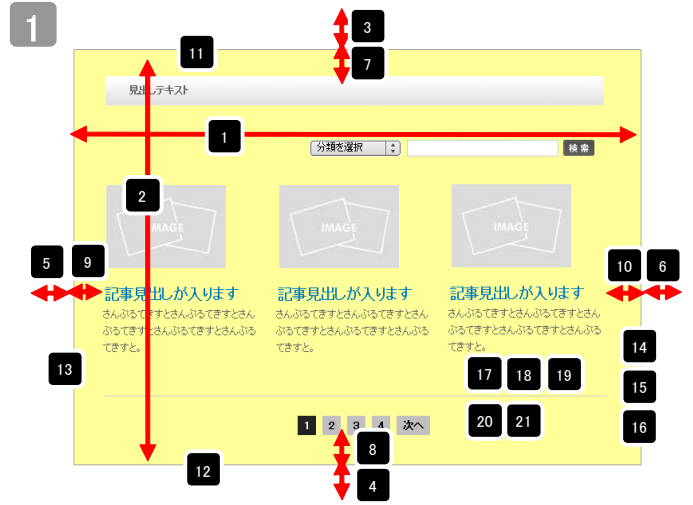 1
3
11
7
見出しテキスト
1
分類を選択
検索
2
IMAGE
IMAGE
IMAGE
5
9
10
6
記事見出しが入ります
記事見出しが入ります
記事見出しが入ります
さんぷるてきすとさんぷるてきすとさん
ぷるてきすとさんぷるてきすとさんぷる
てきすと。
さんぷるてきすとさんぷるてきすとさん
ぷるてきすとさんぷるてきすとさんぷる
てきすと。
さんぷるてきすとさんぷるてきすとさん
ぷるてきすとさんぷるてきすとさんぷる
てきすと。
14
13
17
18
19
15
20
21
16
1 2 3 4 次へ
8
12
4